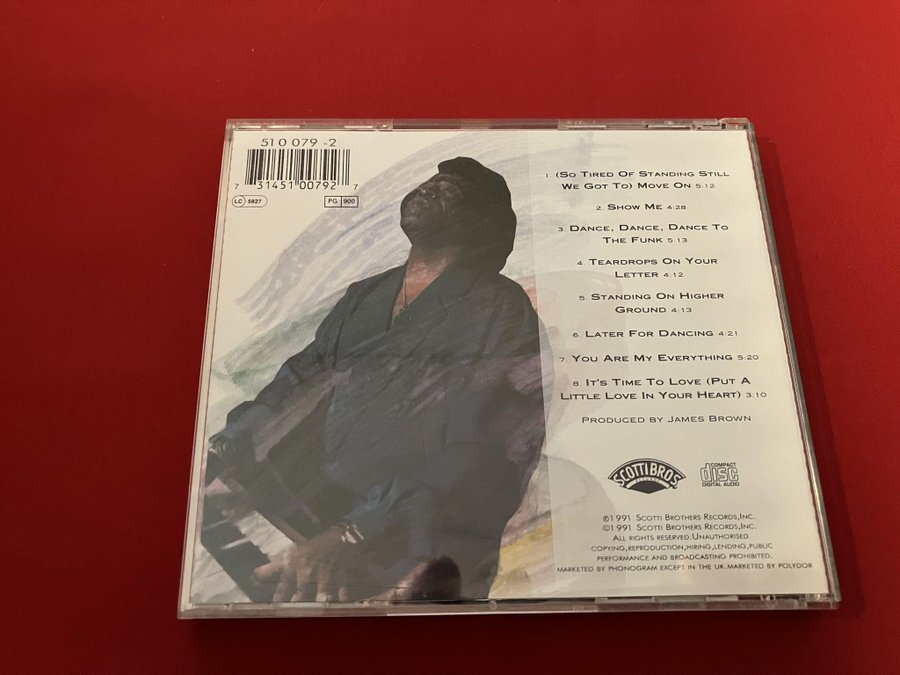 510 079-2
7 31451 00792 7
LC 5827
PG 900
1. (So Tired Of Standing Still
We Got To) Move On 5:12
2. Show Me 4:28
3. Dance, Dance, Dance To
The Funk 5:13
4. Teardrops On Your
Letter 4:12
5. Standing On Higher
Ground 4:13
6. Later For Dancing 4:21
7. You Are My Everything 5:20
8. It's Time To Love (Put A
Little Love In Your Heart) 3:10
Produced by James Brown
SCOTTI BROS.
RECORDS
COMPACT
disc
DIGITAL AUDIO
℗1991 Scotti Brothers Records,Inc.
©1991 Scotti Brothers Records,Inc.
All rights reserved.Unauthorised
copying,reproduction,hiring,lending,public
performance and broadcasting prohibited.
Marketed by Phonogram except in the UK.Marketed by Polydor